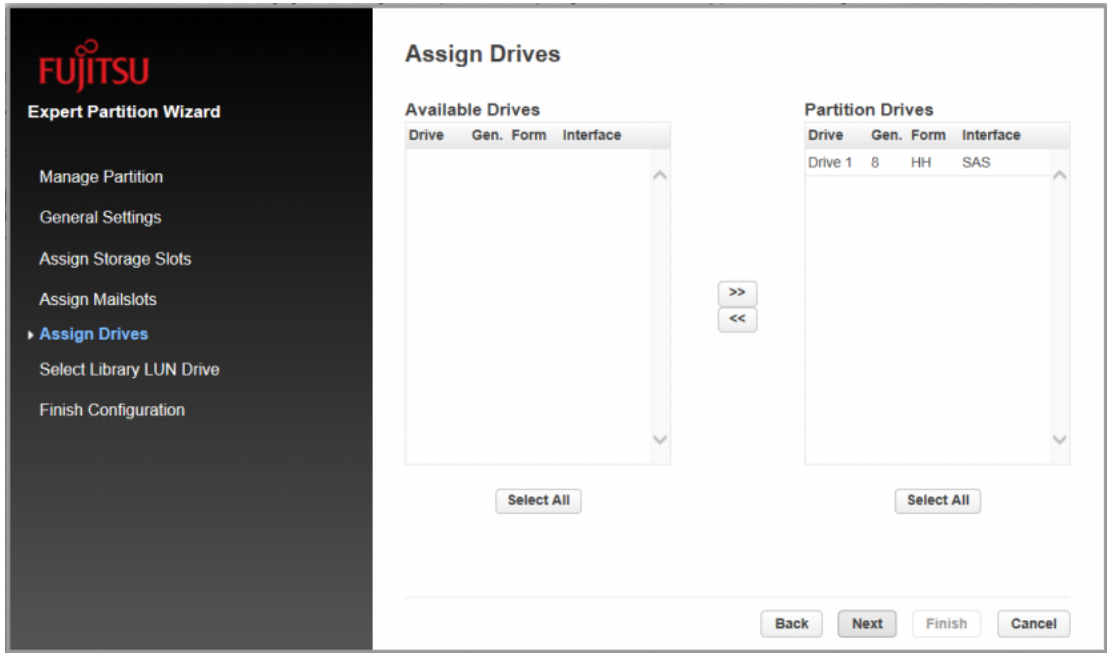 FUJITSU
Expert Partition Wizard
Manage Partition
General Settings
Assign Storage Slots
Assign Mailslots
Assign Drives
Select Library LUN Drive
Finish Configuration
Assign Drives
Available Drives
Drive Gen. Form Interface
Select All
>>
<<
Partition Drives
Drive Gen. Form Interface
Drive 1 8 HH SAS
Select All
Back Next Finish Cancel